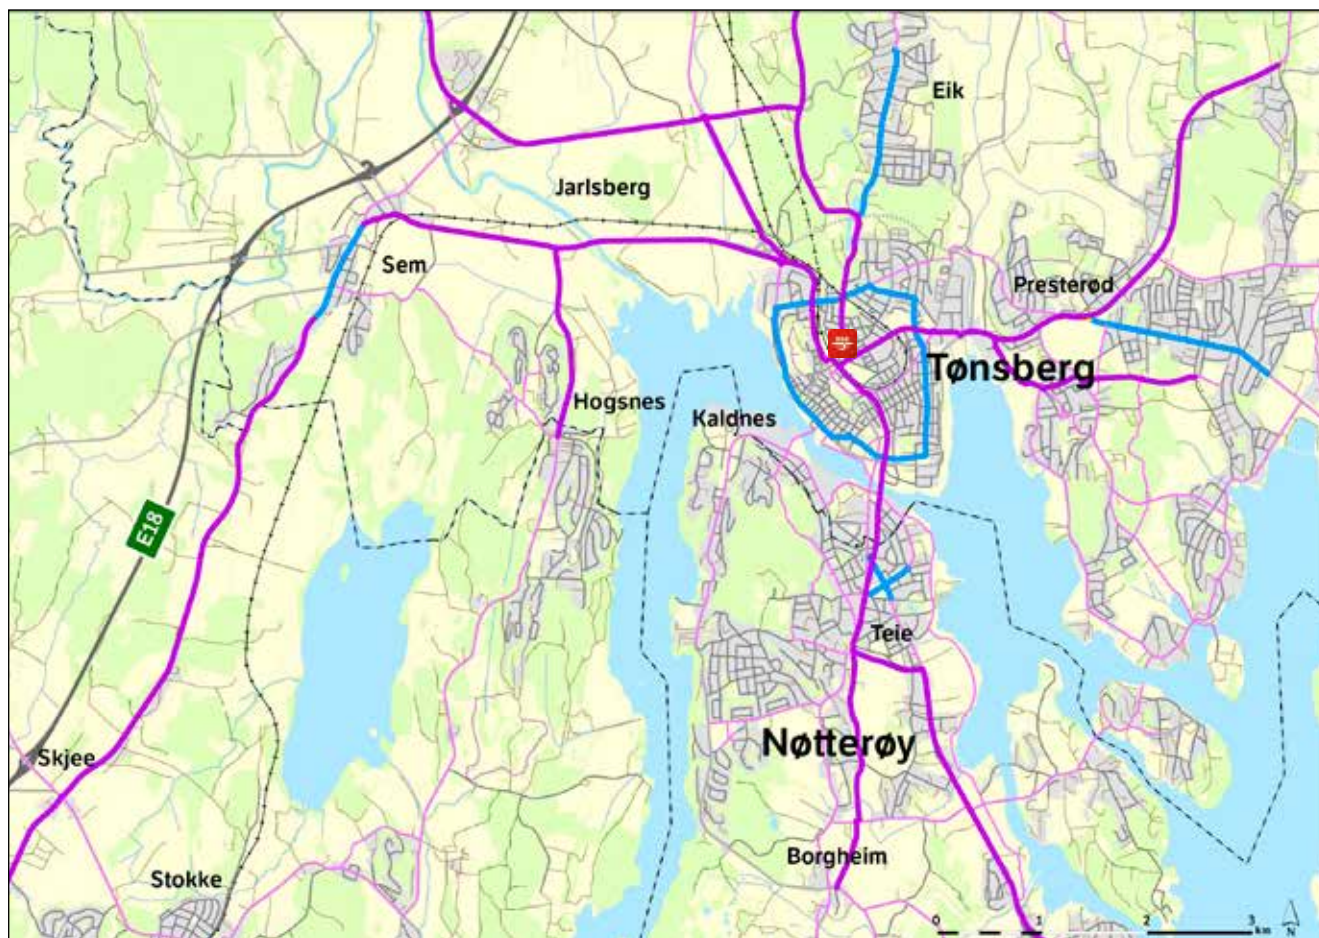 Eik
Jarlsberg
Sem
Presterød
Tønsberg
Hogsnes
Kaldnes
E18
Teie
Nøtterøy
Skjee
Borgheim
Stokke
0 1 2 3
km
N